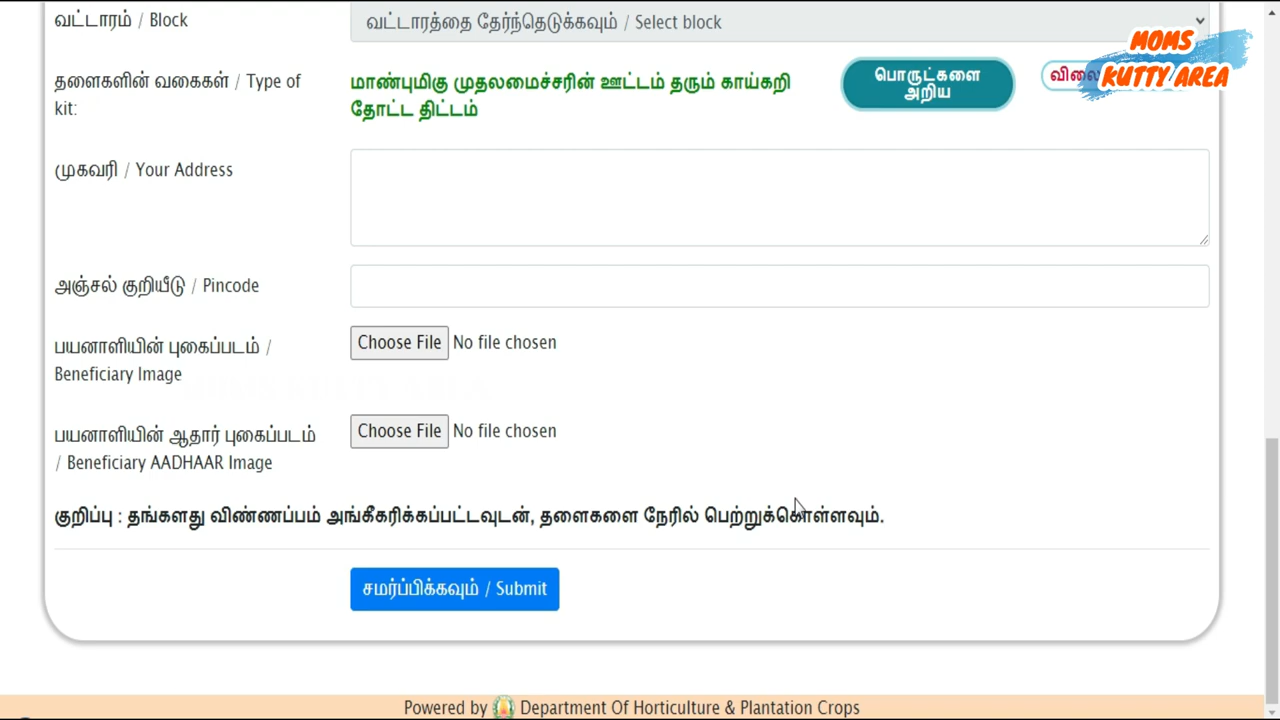 வட்டாரம் / Block
வட்டாரத்தை தேர்ந்தெடுக்கவும் / Select block
MOMS
KUTTY AREA
தளைகளின் வகைகள் / Type of
kit:
மாண்புமிகு முதலமைச்சரின் ஊட்டம் தரும் காய்கறி
தோட்ட திட்டம்
பொருட்களை
அறிய
முகவரி / Your Address
அஞ்சல் குறியீடு / Pincode
பயனாளியின் புகைப்படம் /
Beneficiary Image
Choose File No file chosen
பயனாளியின் ஆதார் புகைப்படம்
/ Beneficiary AADHAAR Image
Choose File No file chosen
குறிப்பு : தங்களது விண்ணப்பம் அங்கீகரிக்கப்பட்டவுடன், தளைகளை நேரில் பெற்றுக்கொள்ளவும்.
சமர்ப்பிக்கவும் / Submit
Powered by Department Of Horticulture & Plantation Crops